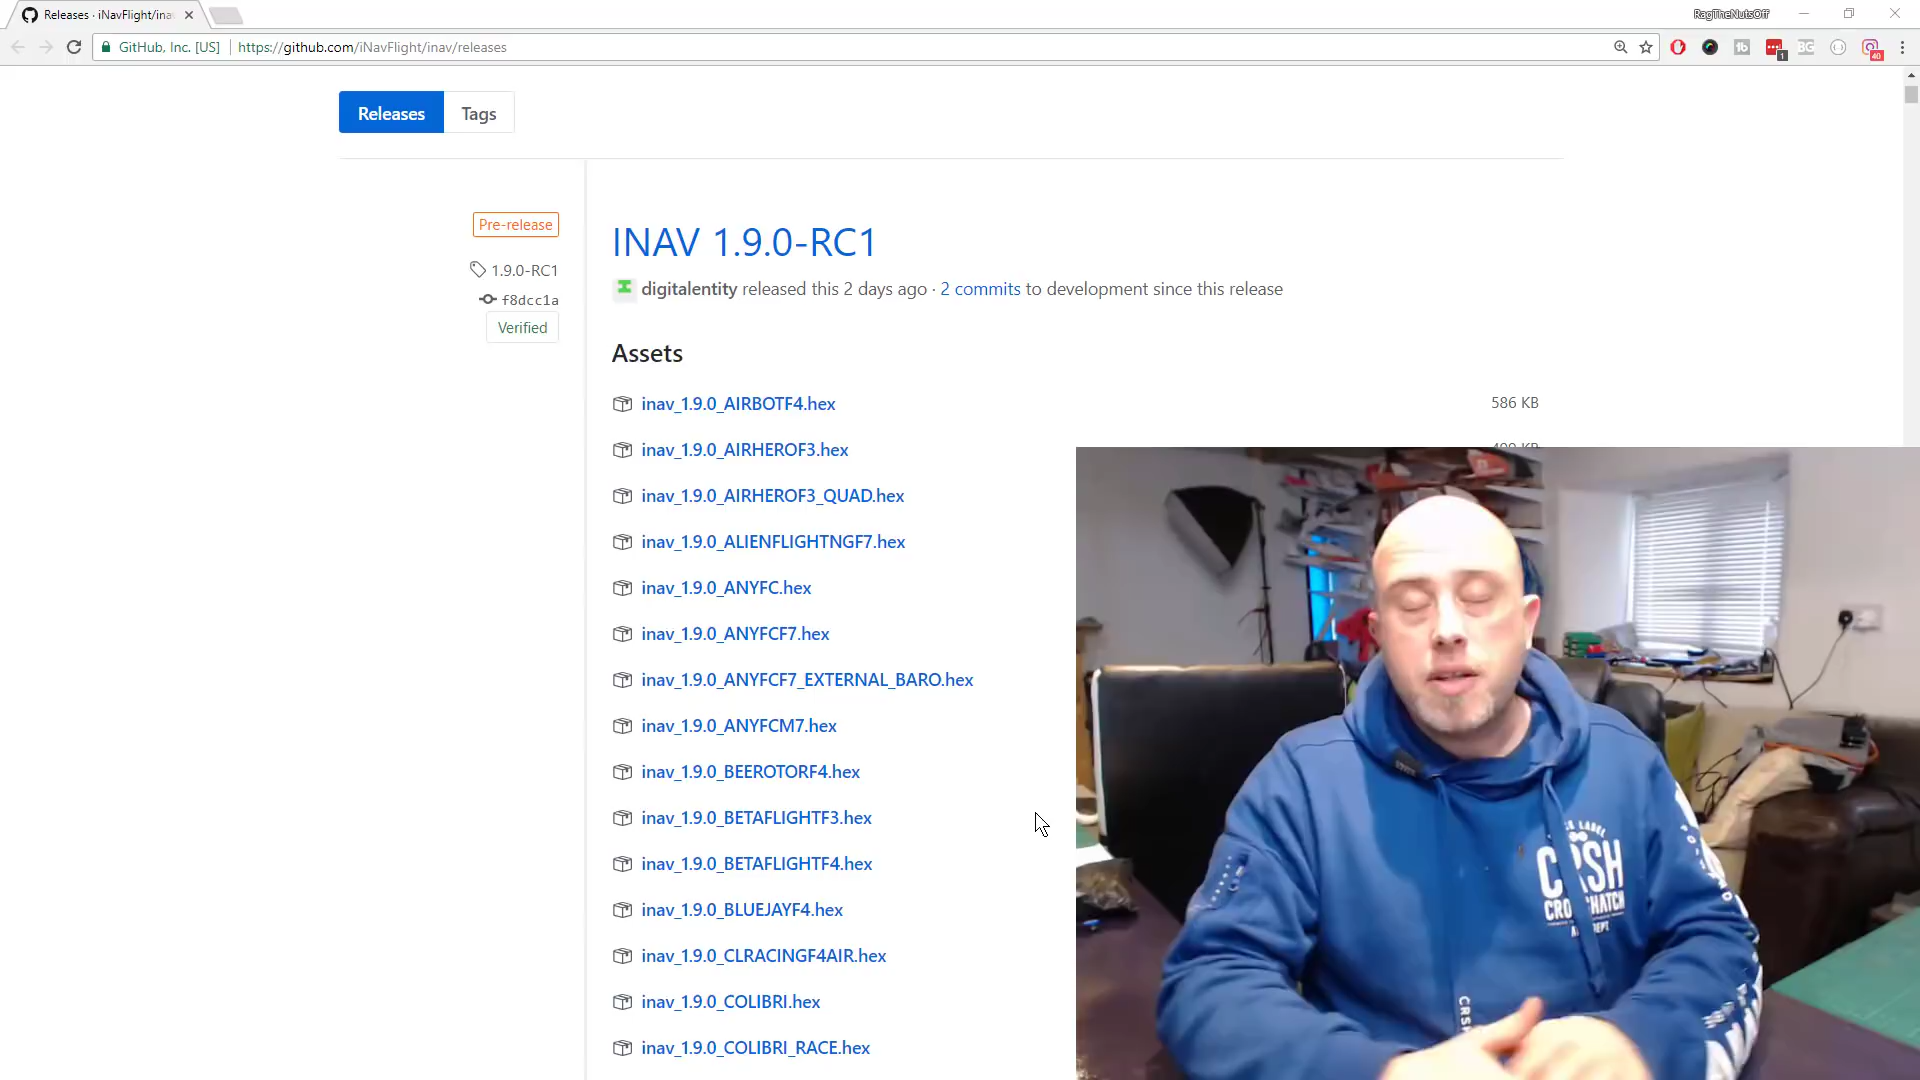 Releases · iNavFlight/ina
RagTheNutsOff
GitHub, Inc. [US]
https://github.com/iNavFlight/inav/releases
1
40
Releases
Tags
Pre-release
INAV 1.9.0-RC1
1.9.0-RC1
digitalentity released this 2 days ago · 2 commits to development since this release
f8dcc1a
Verified
Assets
inav_1.9.0_AIRBOTF4.hex 586 KB
inav_1.9.0_AIRHEROF3.hex
inav_1.9.0_AIRHEROF3_QUAD.hex
inav_1.9.0_ALIENFLIGHTNGF7.hex
inav_1.9.0_ANYFC.hex
inav_1.9.0_ANYFCF7.hex
inav_1.9.0_ANYFCF7_EXTERNAL_BARO.hex
inav_1.9.0_ANYFCM7.hex
inav_1.9.0_BEEROTORF4.hex
inav_1.9.0_BETAFLIGHTF3.hex
inav_1.9.0_BETAFLIGHTF4.hex
inav_1.9.0_BLUEJAYF4.hex
inav_1.9.0_CLRACINGF4AIR.hex
inav_1.9.0_COLIBRI.hex
inav_1.9.0_COLIBRI_RACE.hex
LABEL